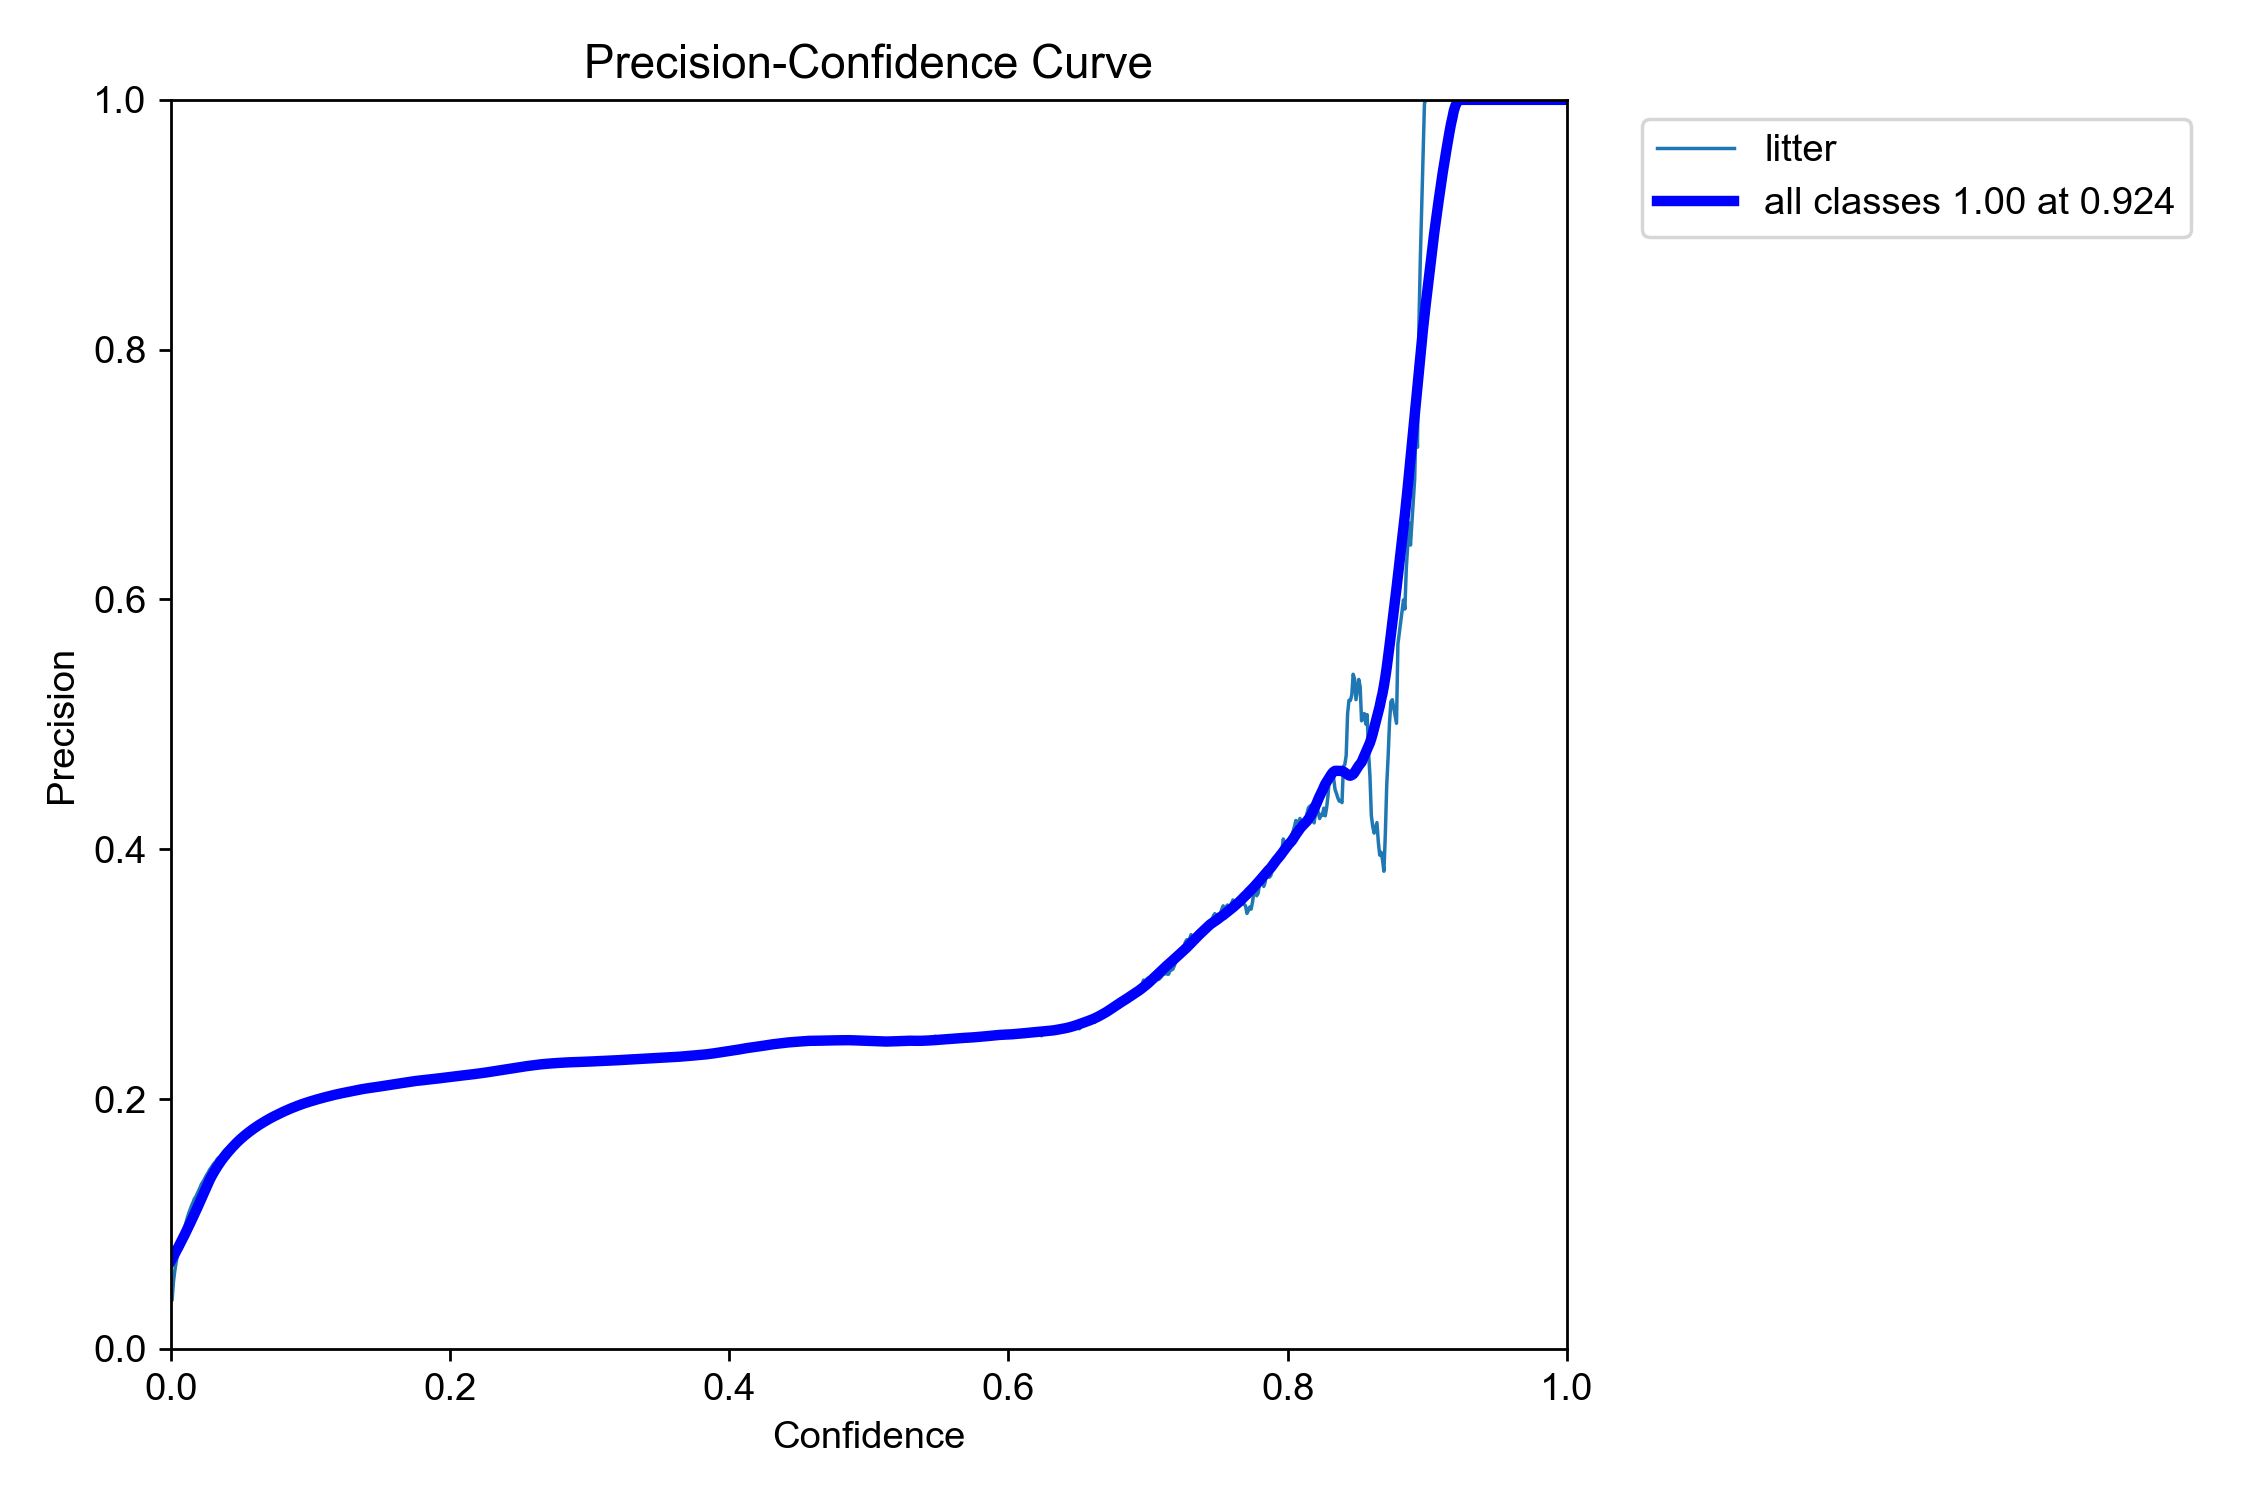 Precision-Confidence Curve
1.0
0.8
0.6
0.4
0.2
0.0
Precision
0.0 0.2 0.4 0.6 0.8 1.0
Confidence
litter
all classes 1.00 at 0.924